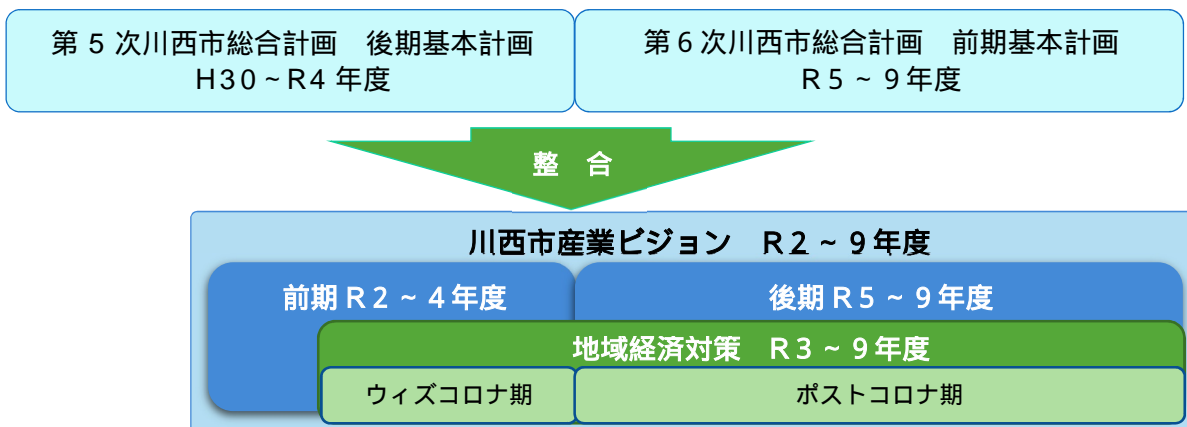 第５次川西市総合計画　後期基本計画
H30～R4 年度
第６次川西市総合計画　前期基本計画
R５～９年度
整　合
川西市産業ビジョン　R２～９年度
前期 R２～４年度
後期 R５～９年度
地域経済対策　R３～９年度
ウィズコロナ期
ポストコロナ期